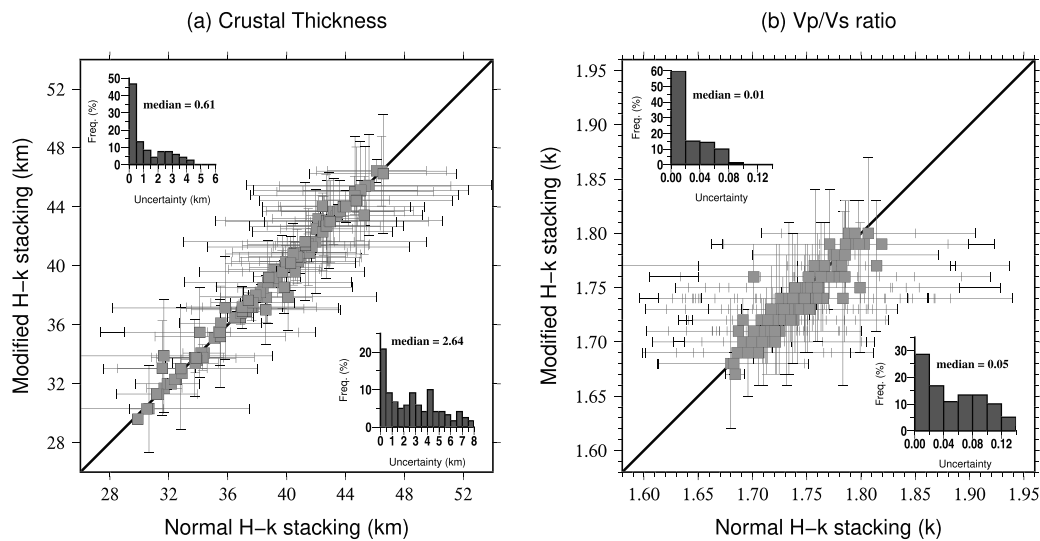 (a) Crustal Thickness
Modified H−k stacking (km)
52
48
44
40
36
32
28
28 32 36 40 44 48 52
Normal H−k stacking (km)
Freq. (%)
50
40
30
20
10
0
median = 0.61
0 1 2 3 4 5 6
Uncertainty (km)
Freq. (%)
20
10
0
median = 2.64
0 1 2 3 4 5 6 7 8
Uncertainty (km)
(b) Vp/Vs ratio
Modified H−k stacking (k)
1.95
1.90
1.85
1.80
1.75
1.70
1.65
1.60
1.60 1.65 1.70 1.75 1.80 1.85 1.90 1.95
Normal H−k stacking (k)
Freq. (%)
60
50
40
30
20
10
0
median = 0.01
0.00 0.04 0.08 0.12
Uncertainty
Freq. (%)
30
20
10
0
median = 0.05
0.00 0.04 0.08 0.12
Uncertainty